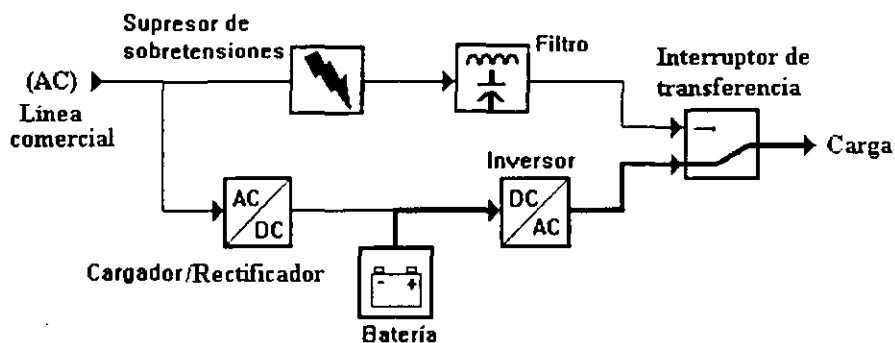 Supresor de
sobretensiones
Filtro
Interruptor de
transferencia
(AC)
Línea
comercial
Carga
Inversor
AC
DC
DC
AC
Cargador/Rectificador
- +
Batería